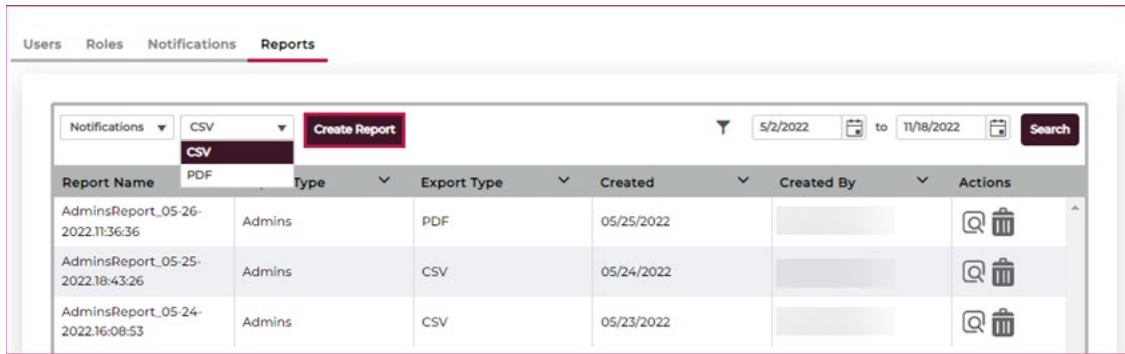 Users Roles Notifications Reports
Notifications CSV Create Report 5/2/2022 to 11/18/2022 Search
CSV
PDF
Report Name Type Export Type Created Created By Actions
AdminsReport_05-26-
2022.11:36:36
Admins PDF 05/25/2022
AdminsReport_05-25-
2022.18:43:26
Admins CSV 05/24/2022
AdminsReport_05-24-
2022.16:08:53
Admins CSV 05/23/2022